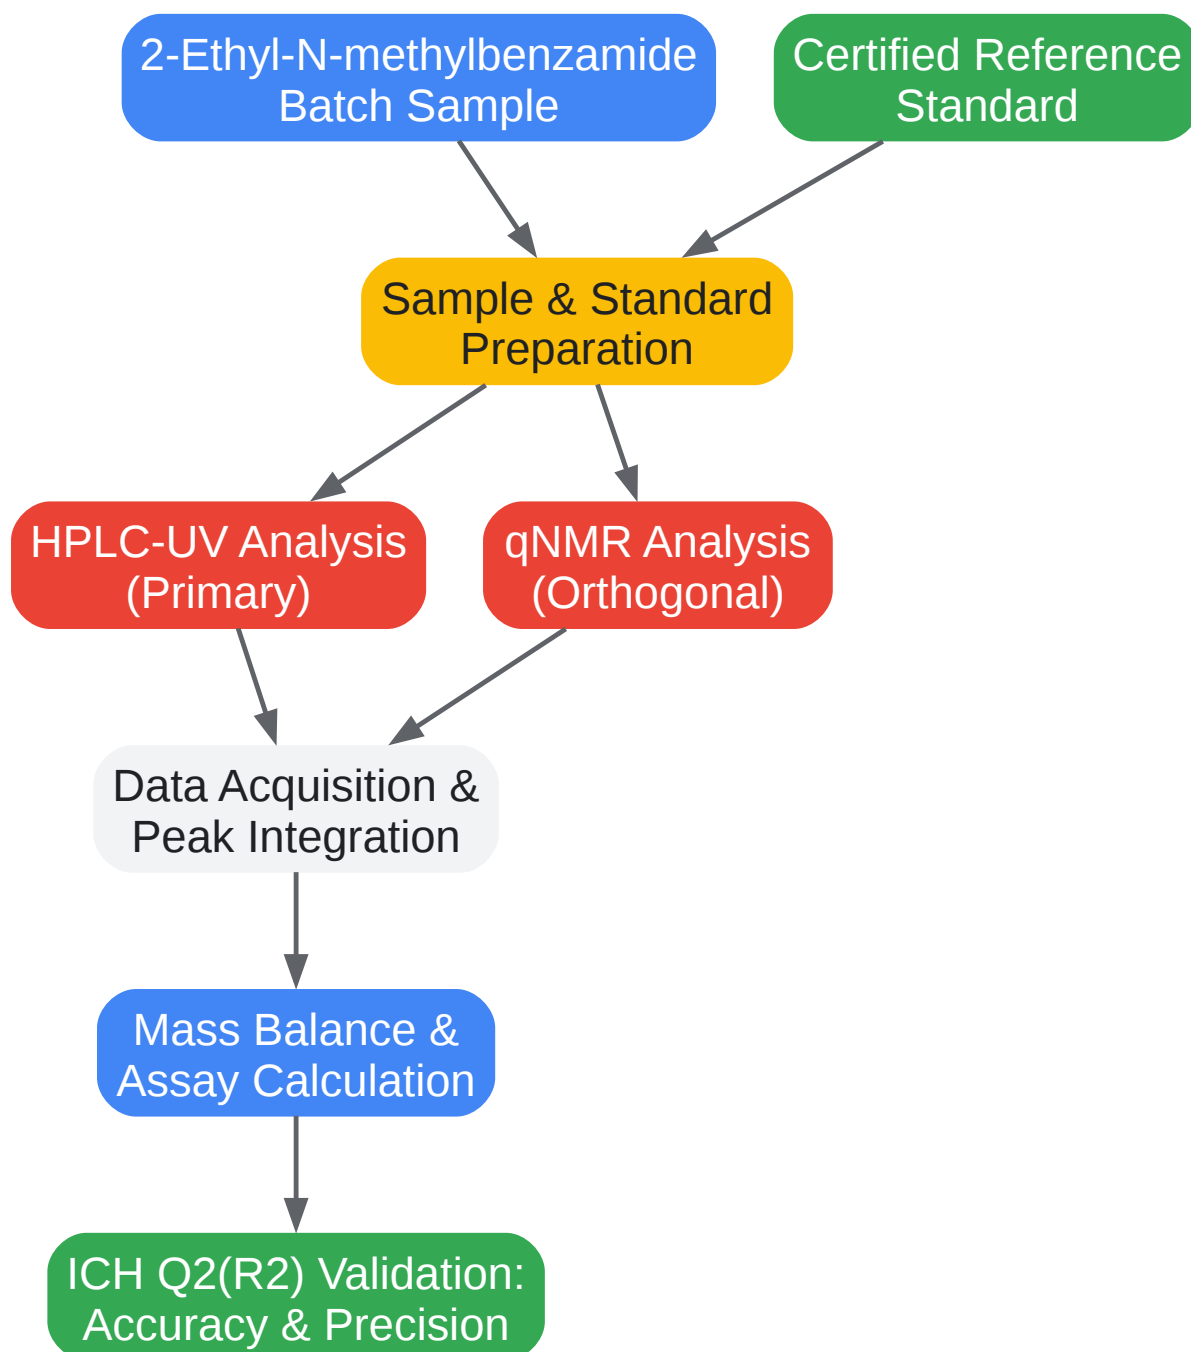 2-Ethyl-N-methylbenzamide
Batch Sample
Certified Reference
Standard
Sample & Standard
Preparation
HPLC-UV Analysis
(Primary)
qNMR Analysis
(Orthogonal)
Data Acquisition &
Peak Integration
Mass Balance &
Assay Calculation
ICH Q2(R2) Validation:
Accuracy & Precision